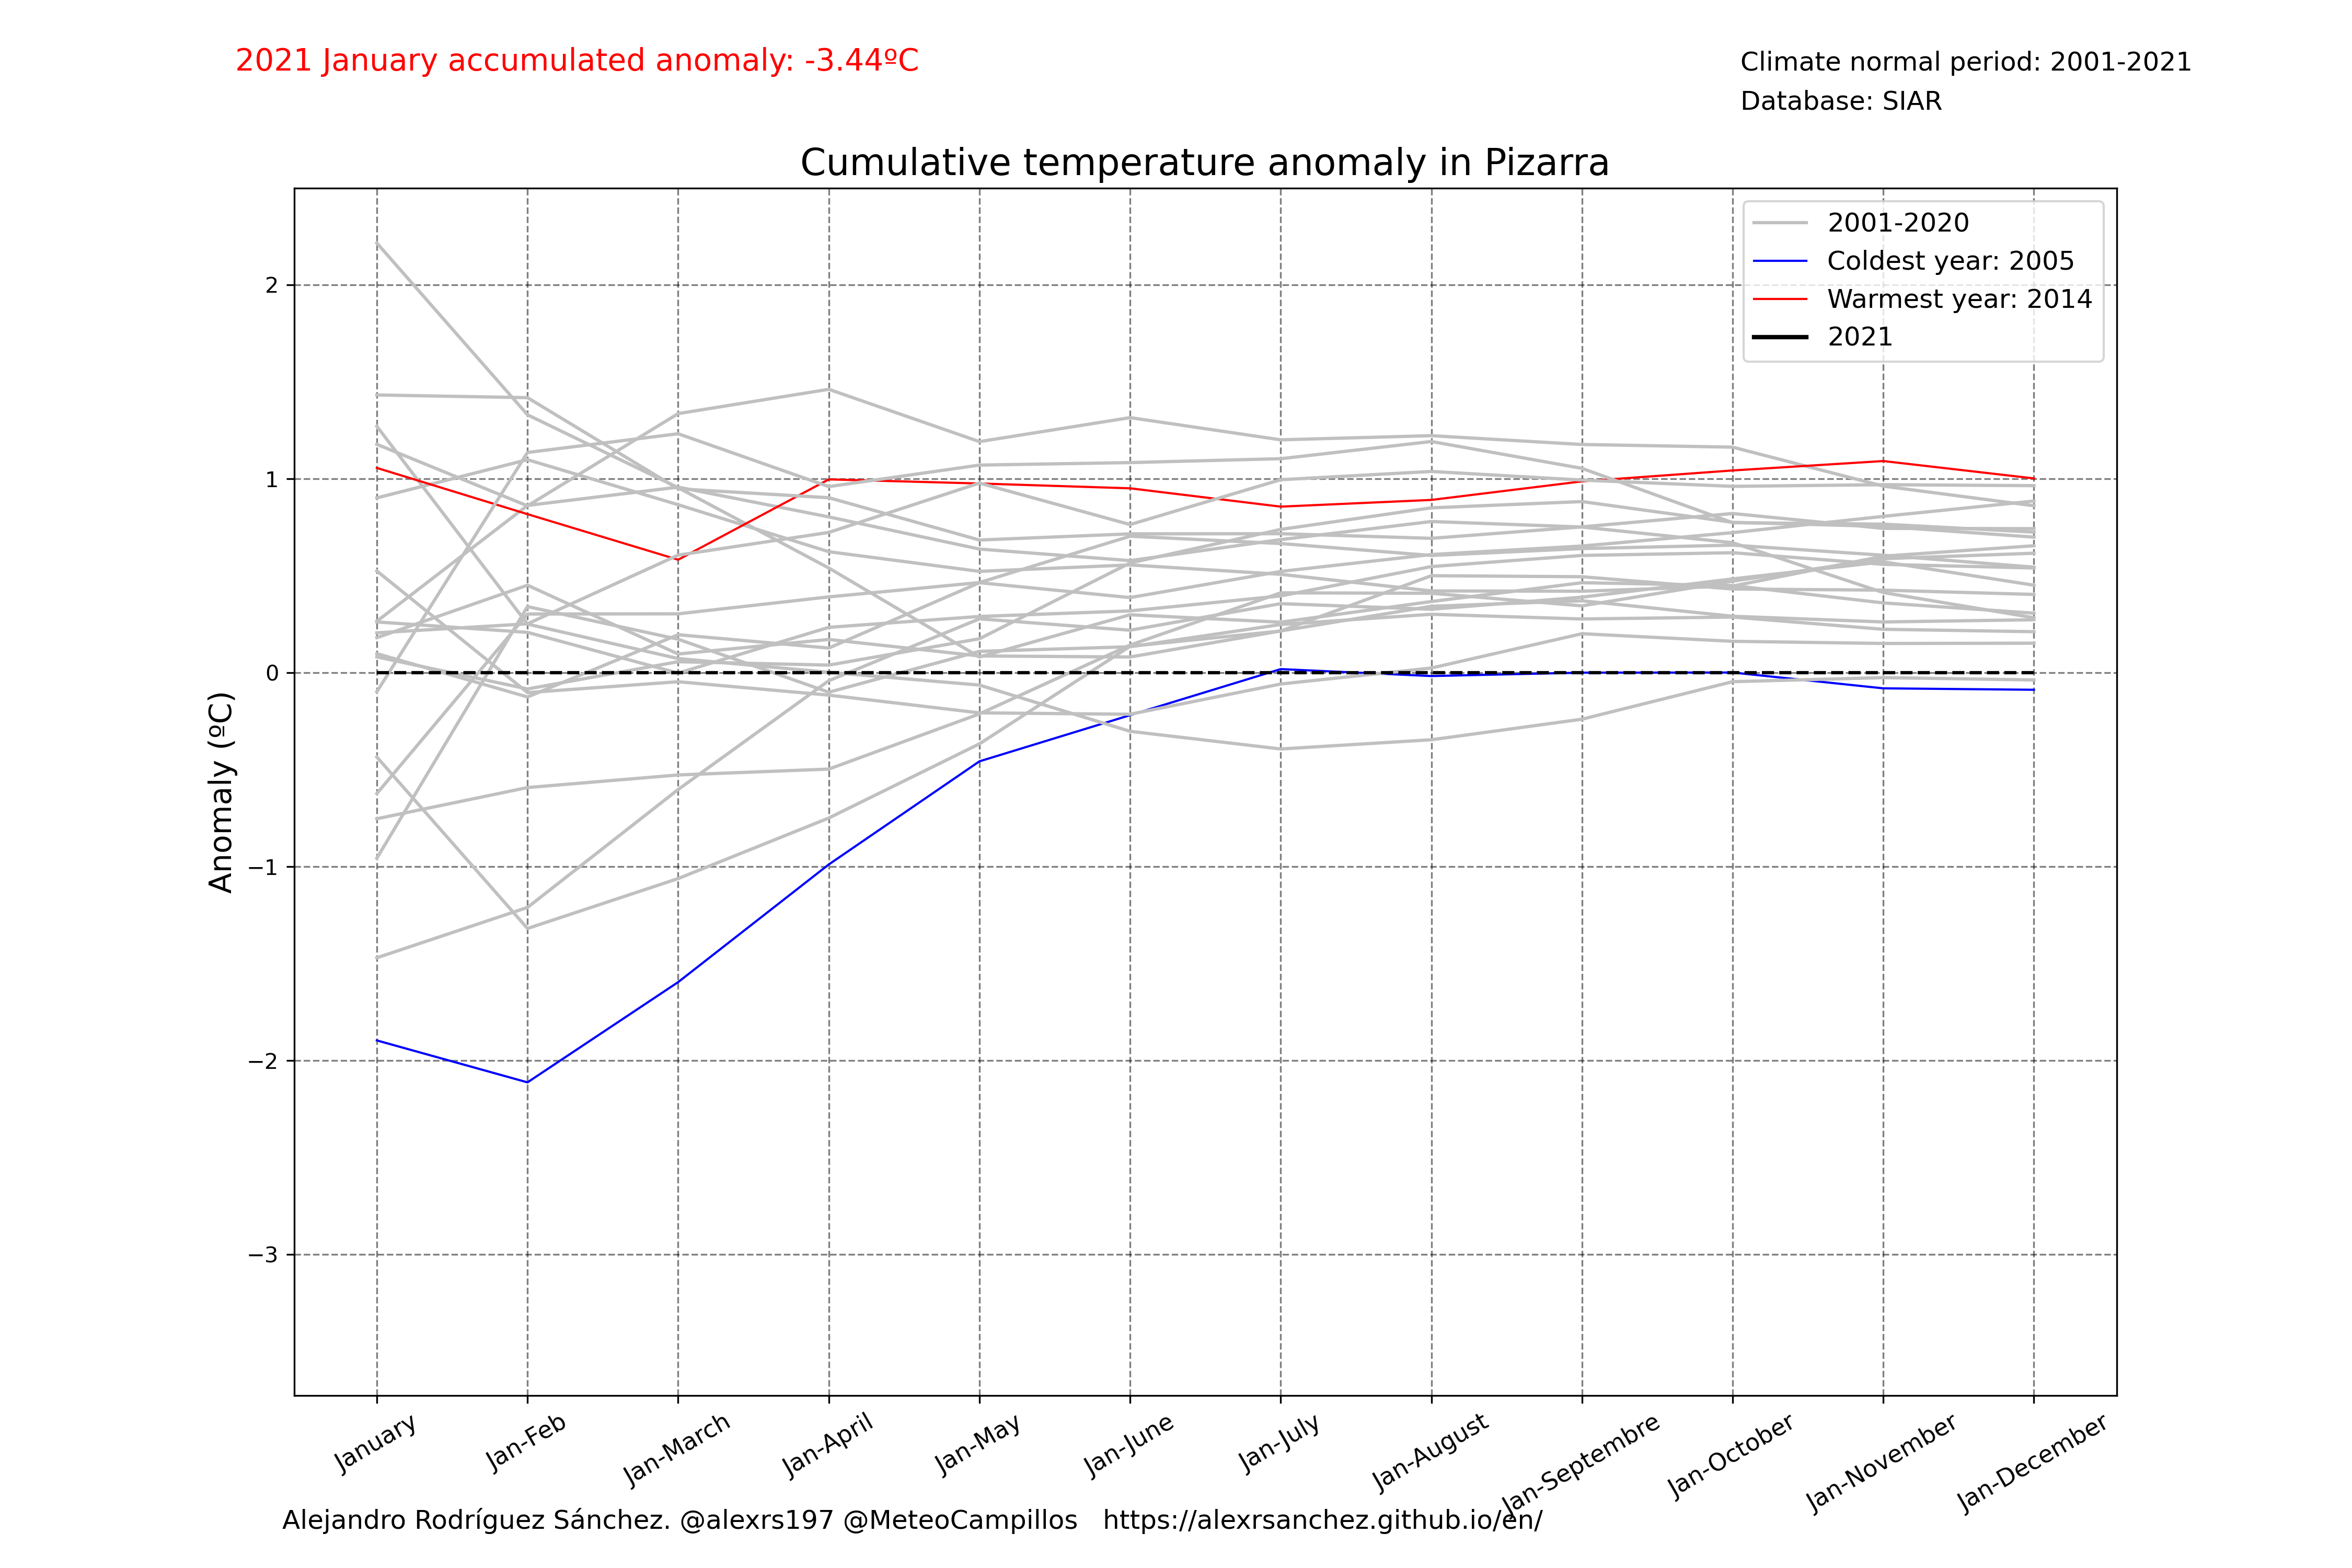 2021 January accumulated anomaly: -3.44ºC
Climate normal period: 2001-2021
Database: SIAR
Cumulative temperature anomaly in Pizarra
2001-2020
Coldest year: 2005
Warmest year: 2014
2021
Anomaly (ºC)
2
1
0
−1
−2
−3
January
Jan-Feb
Jan-March
Jan-April
Jan-May
Jan-June
Jan-July
Jan-August
Jan-Septembre
Jan-October
Jan-November
Jan-December
Alejandro Rodríguez Sánchez. @alexrs197 @MeteoCampillos   https://alexrsanchez.github.io/en/